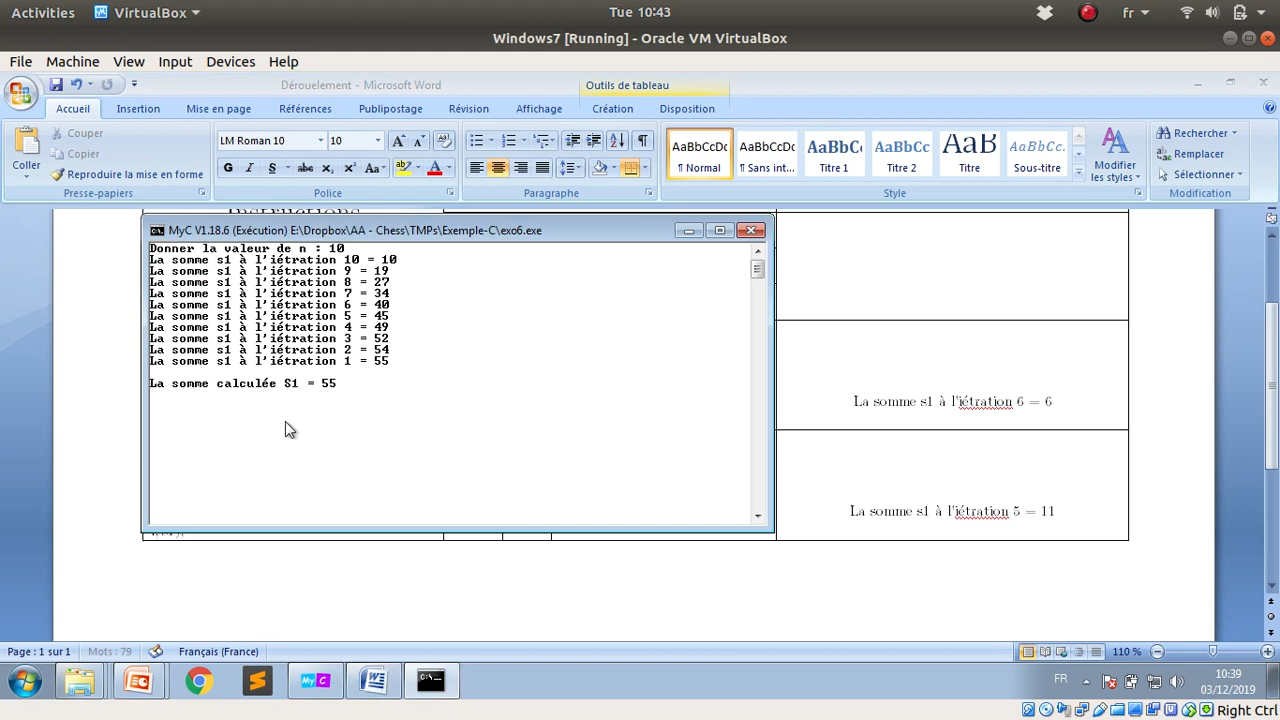 Activities VirtualBox Tue 10:43 fr
Windows7 [Running] - Oracle VM VirtualBox
File Machine View Input Devices Help
Dérouelement - Microsoft Word Outils de tableau
Accueil Insertion Mise en page Références Publipostage Révision Affichage Création Disposition
Coller
Couper
Copier
Reproduire la mise en forme
Presse-papiers
LM Roman 10 10
G I S abc x₂ x² Aa A
Police
Paragraphe
AaBbCcDc AaBbCcDc AaBbC AaBbCc AaB AaBbCc.
¶ Normal ¶ Sans int... Titre 1 Titre 2 Titre Sous-titre
Modifier
les styles
Style
Rechercher
Remplacer
Sélectionner
Modification
Instructions
MyC V1.18.6 (Exécution) E:\Dropbox\AA - Chess\TMPs\Exemple-C\exo6.exe
Donner la valeur de n : 10
La somme s1 à l'iétration 10 = 10
La somme s1 à l'iétration 9 = 19
La somme s1 à l'iétration 8 = 27
La somme s1 à l'iétration 7 = 34
La somme s1 à l'iétration 6 = 40
La somme s1 à l'iétration 5 = 45
La somme s1 à l'iétration 4 = 49
La somme s1 à l'iétration 3 = 52
La somme s1 à l'iétration 2 = 54
La somme s1 à l'iétration 1 = 55
La somme calculée S1 = 55
La somme s1 à l'iétration 6 = 6
La somme s1 à l'iétration 5 = 11
Page : 1 sur 1 Mots : 79 Français (France) 110 %
MyC C:\ FR 10:39
03/12/2019
Right Ctrl